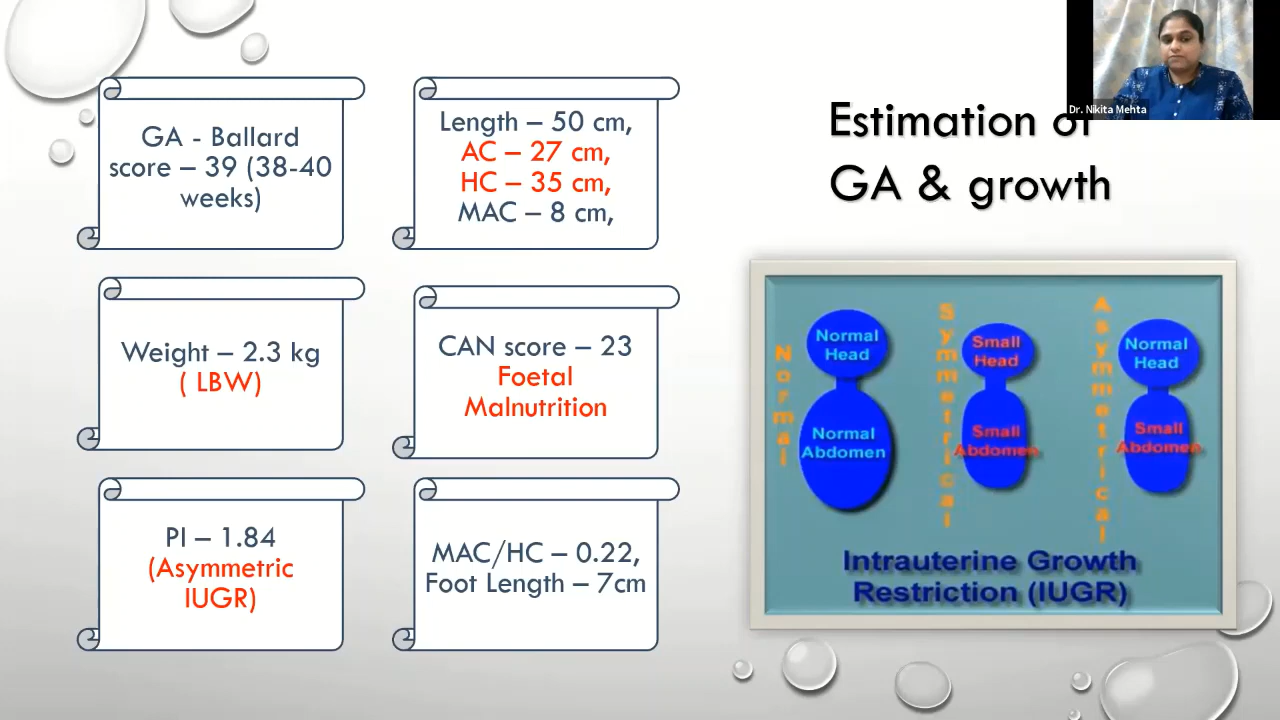 Dr. Nikita Mehta
Estimation of
GA & growth
GA - Ballard
score – 39 (38-40
weeks)
Length – 50 cm,
AC – 27 cm,
HC – 35 cm,
MAC – 8 cm,
Weight – 2.3 kg
( LBW)
CAN score – 23
Foetal
Malnutrition
PI – 1.84
(Asymmetric
IUGR)
MAC/HC – 0.22,
Foot Length – 7cm
Normal
Normal
Head
Normal
Abdomen
Symmetrical
Small
Head
Small
Abdomen
Asymmetrical
Normal
Head
Small
Abdomen
Intrauterine Growth
Restriction (IUGR)